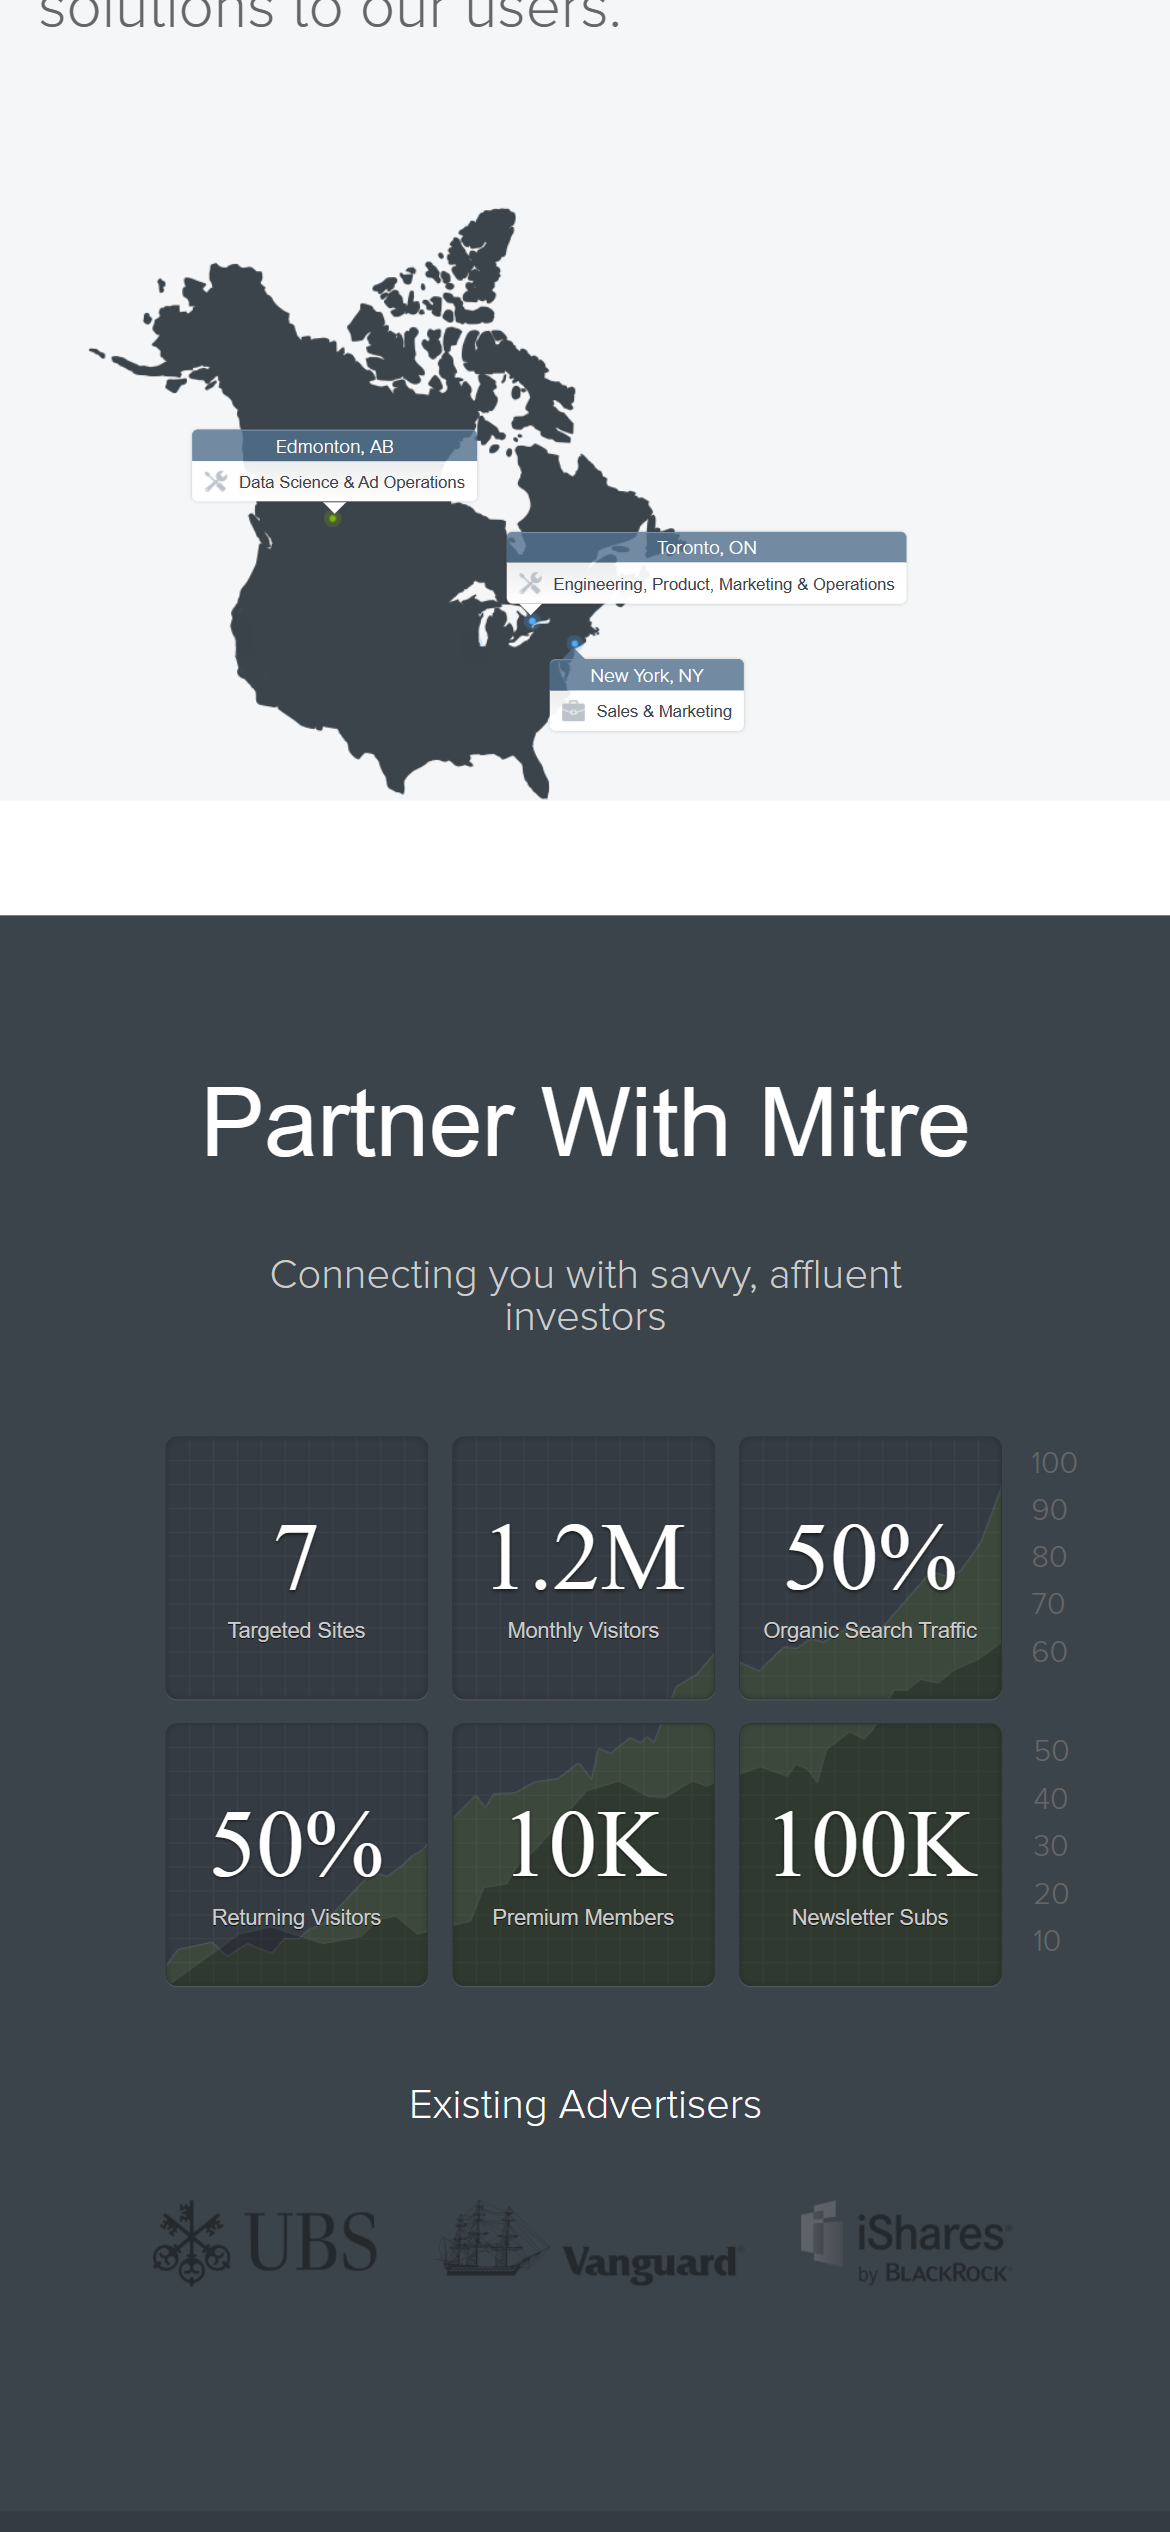 solutions to our users.
Edmonton, AB
Data Science & Ad Operations
Toronto, ON
Engineering, Product, Marketing & Operations
New York, NY
Sales & Marketing
Partner With Mitre
Connecting you with savvy, affluent
investors
7
Targeted Sites
1.2M
Monthly Visitors
50%
Organic Search Traffic
100
90
80
70
60
50%
Returning Visitors
10K
Premium Members
100K
Newsletter Subs
50
40
30
20
10
Existing Advertisers
UBS
Vanguard
iShares
by BLACKROCK